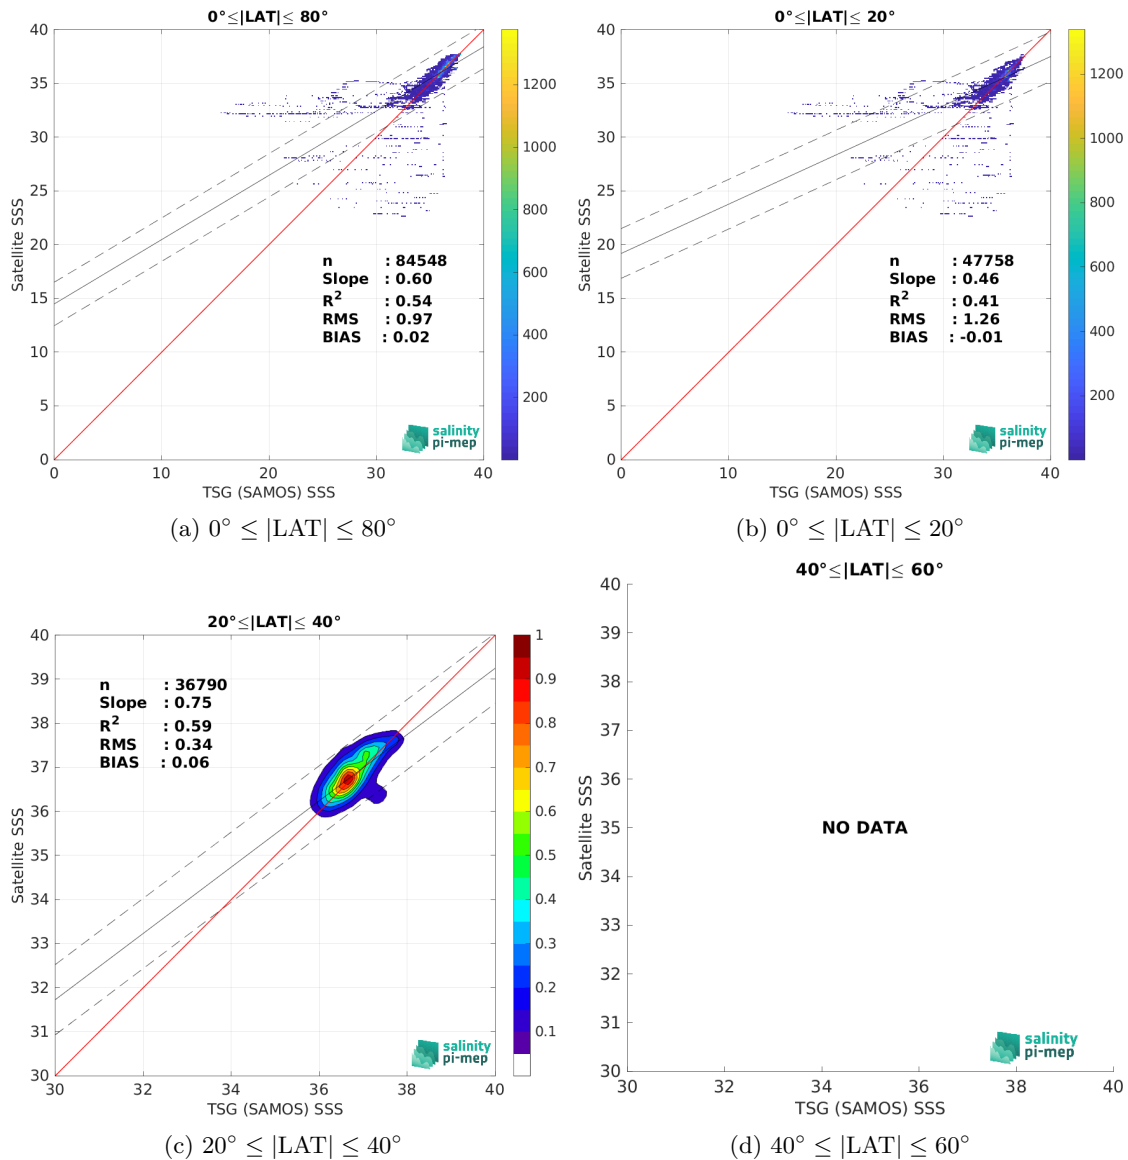 0°≤|LAT|≤ 80°
40
35
30
25
20
15
10
5
0
Satellite SSS
n : 84548
Slope : 0.60
R² : 0.54
RMS : 0.97
BIAS : 0.02
salinity
pi-mep
0 10 20 30 40
TSG (SAMOS) SSS
1200
1000
800
600
400
200
(a) 0° ≤ |LAT| ≤ 80°
0°≤|LAT|≤ 20°
40
35
30
25
20
15
10
5
0
Satellite SSS
n : 47758
Slope : 0.46
R² : 0.41
RMS : 1.26
BIAS : -0.01
salinity
pi-mep
0 10 20 30 40
TSG (SAMOS) SSS
1200
1000
800
600
400
200
(b) 0° ≤ |LAT| ≤ 20°
20°≤|LAT|≤ 40°
40
39
38
37
36
35
34
33
32
31
30
Satellite SSS
n : 36790
Slope : 0.75
R² : 0.59
RMS : 0.34
BIAS : 0.06
salinity
pi-mep
30 32 34 36 38 40
TSG (SAMOS) SSS
1
0.9
0.8
0.7
0.6
0.5
0.4
0.3
0.2
0.1
(c) 20° ≤ |LAT| ≤ 40°
40°≤|LAT|≤ 60°
40
39
38
37
36
35
34
33
32
31
30
Satellite SSS
NO DATA
salinity
pi-mep
30 32 34 36 38 40
TSG (SAMOS) SSS
(d) 40° ≤ |LAT| ≤ 60°